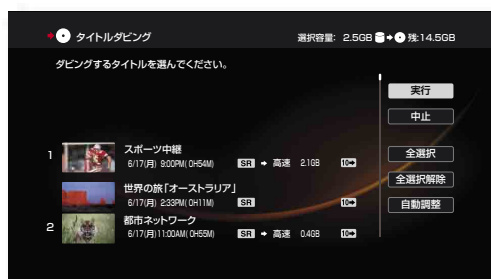 タイトルダビング 選択容量: 2.5GB ➔ 残:14.5GB
ダビングするタイトルを選んでください。
実行
中止
1 スポーツ中継
6/17(月) 9:00PM( 0H54M) SR ➔ 高速 2.1GB 10➔
全選択
全選択解除
世界の旅「オーストラリア」
6/17(月) 2:33PM( 0H11M) SR 10➔
自動調整
2 都市ネットワーク
6/17(月)11:00AM( 0H55M) SR ➔ 高速 0.4GB 10➔